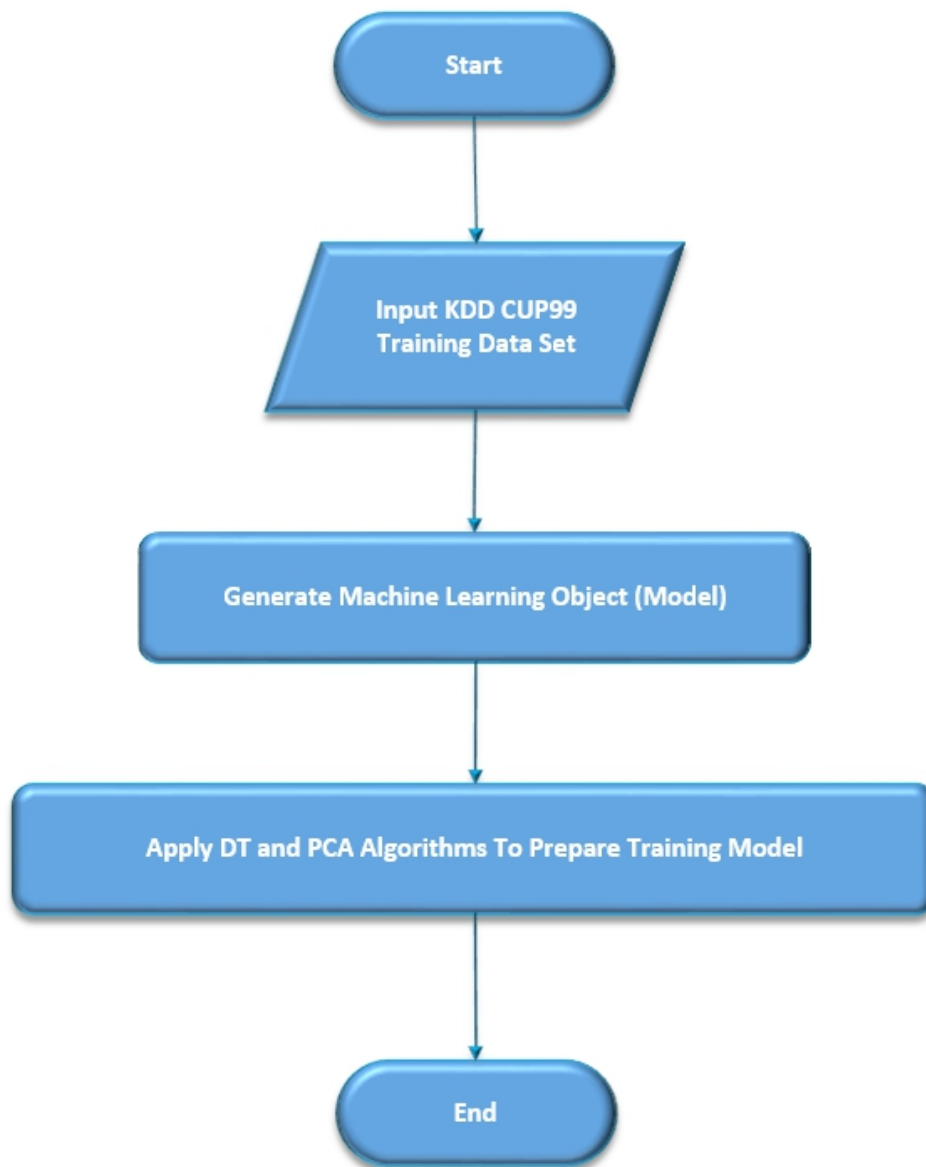 Start
Input KDD CUP99
Training Data Set
Generate Machine Learning Object (Model)
Apply DT and PCA Algorithms To Prepare Training Model
End